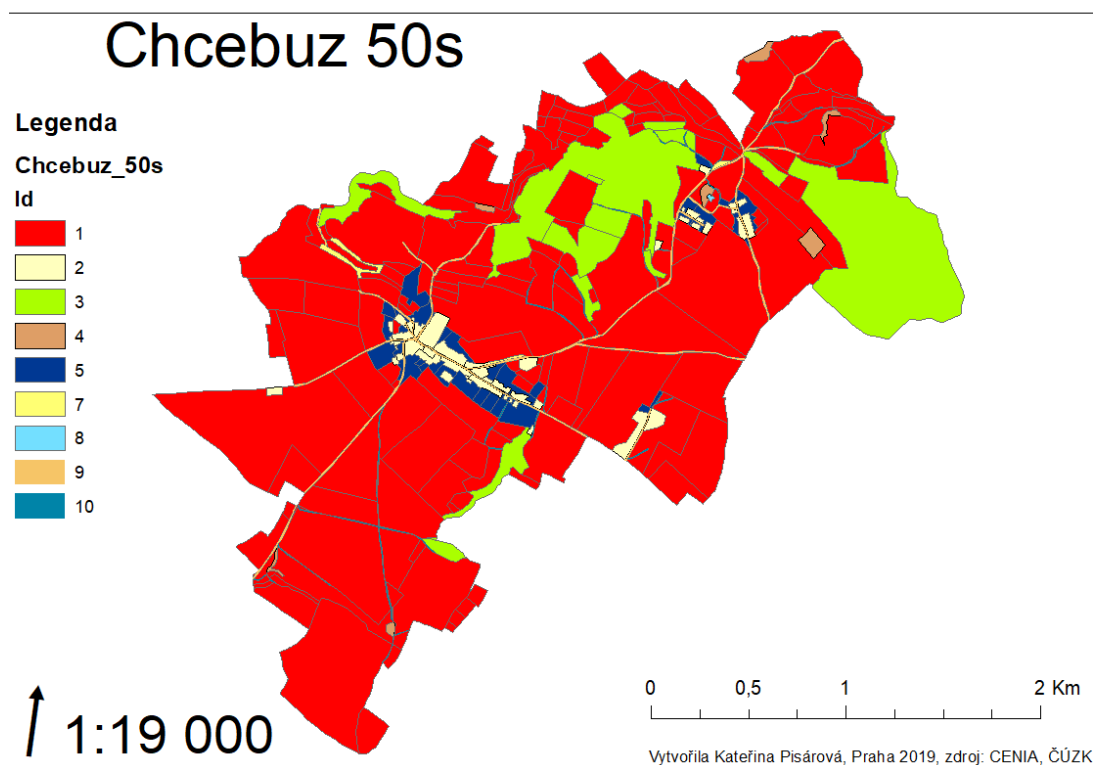 Chcebuz 50s
Legenda
Chcebuz_50s
Id
1
2
3
4
5
7
8
9
10
1:19 000
0 0,5 1 2 Km
Vytvořila Kateřina Pisárová, Praha 2019, zdroj: CENIA, ČÚZK